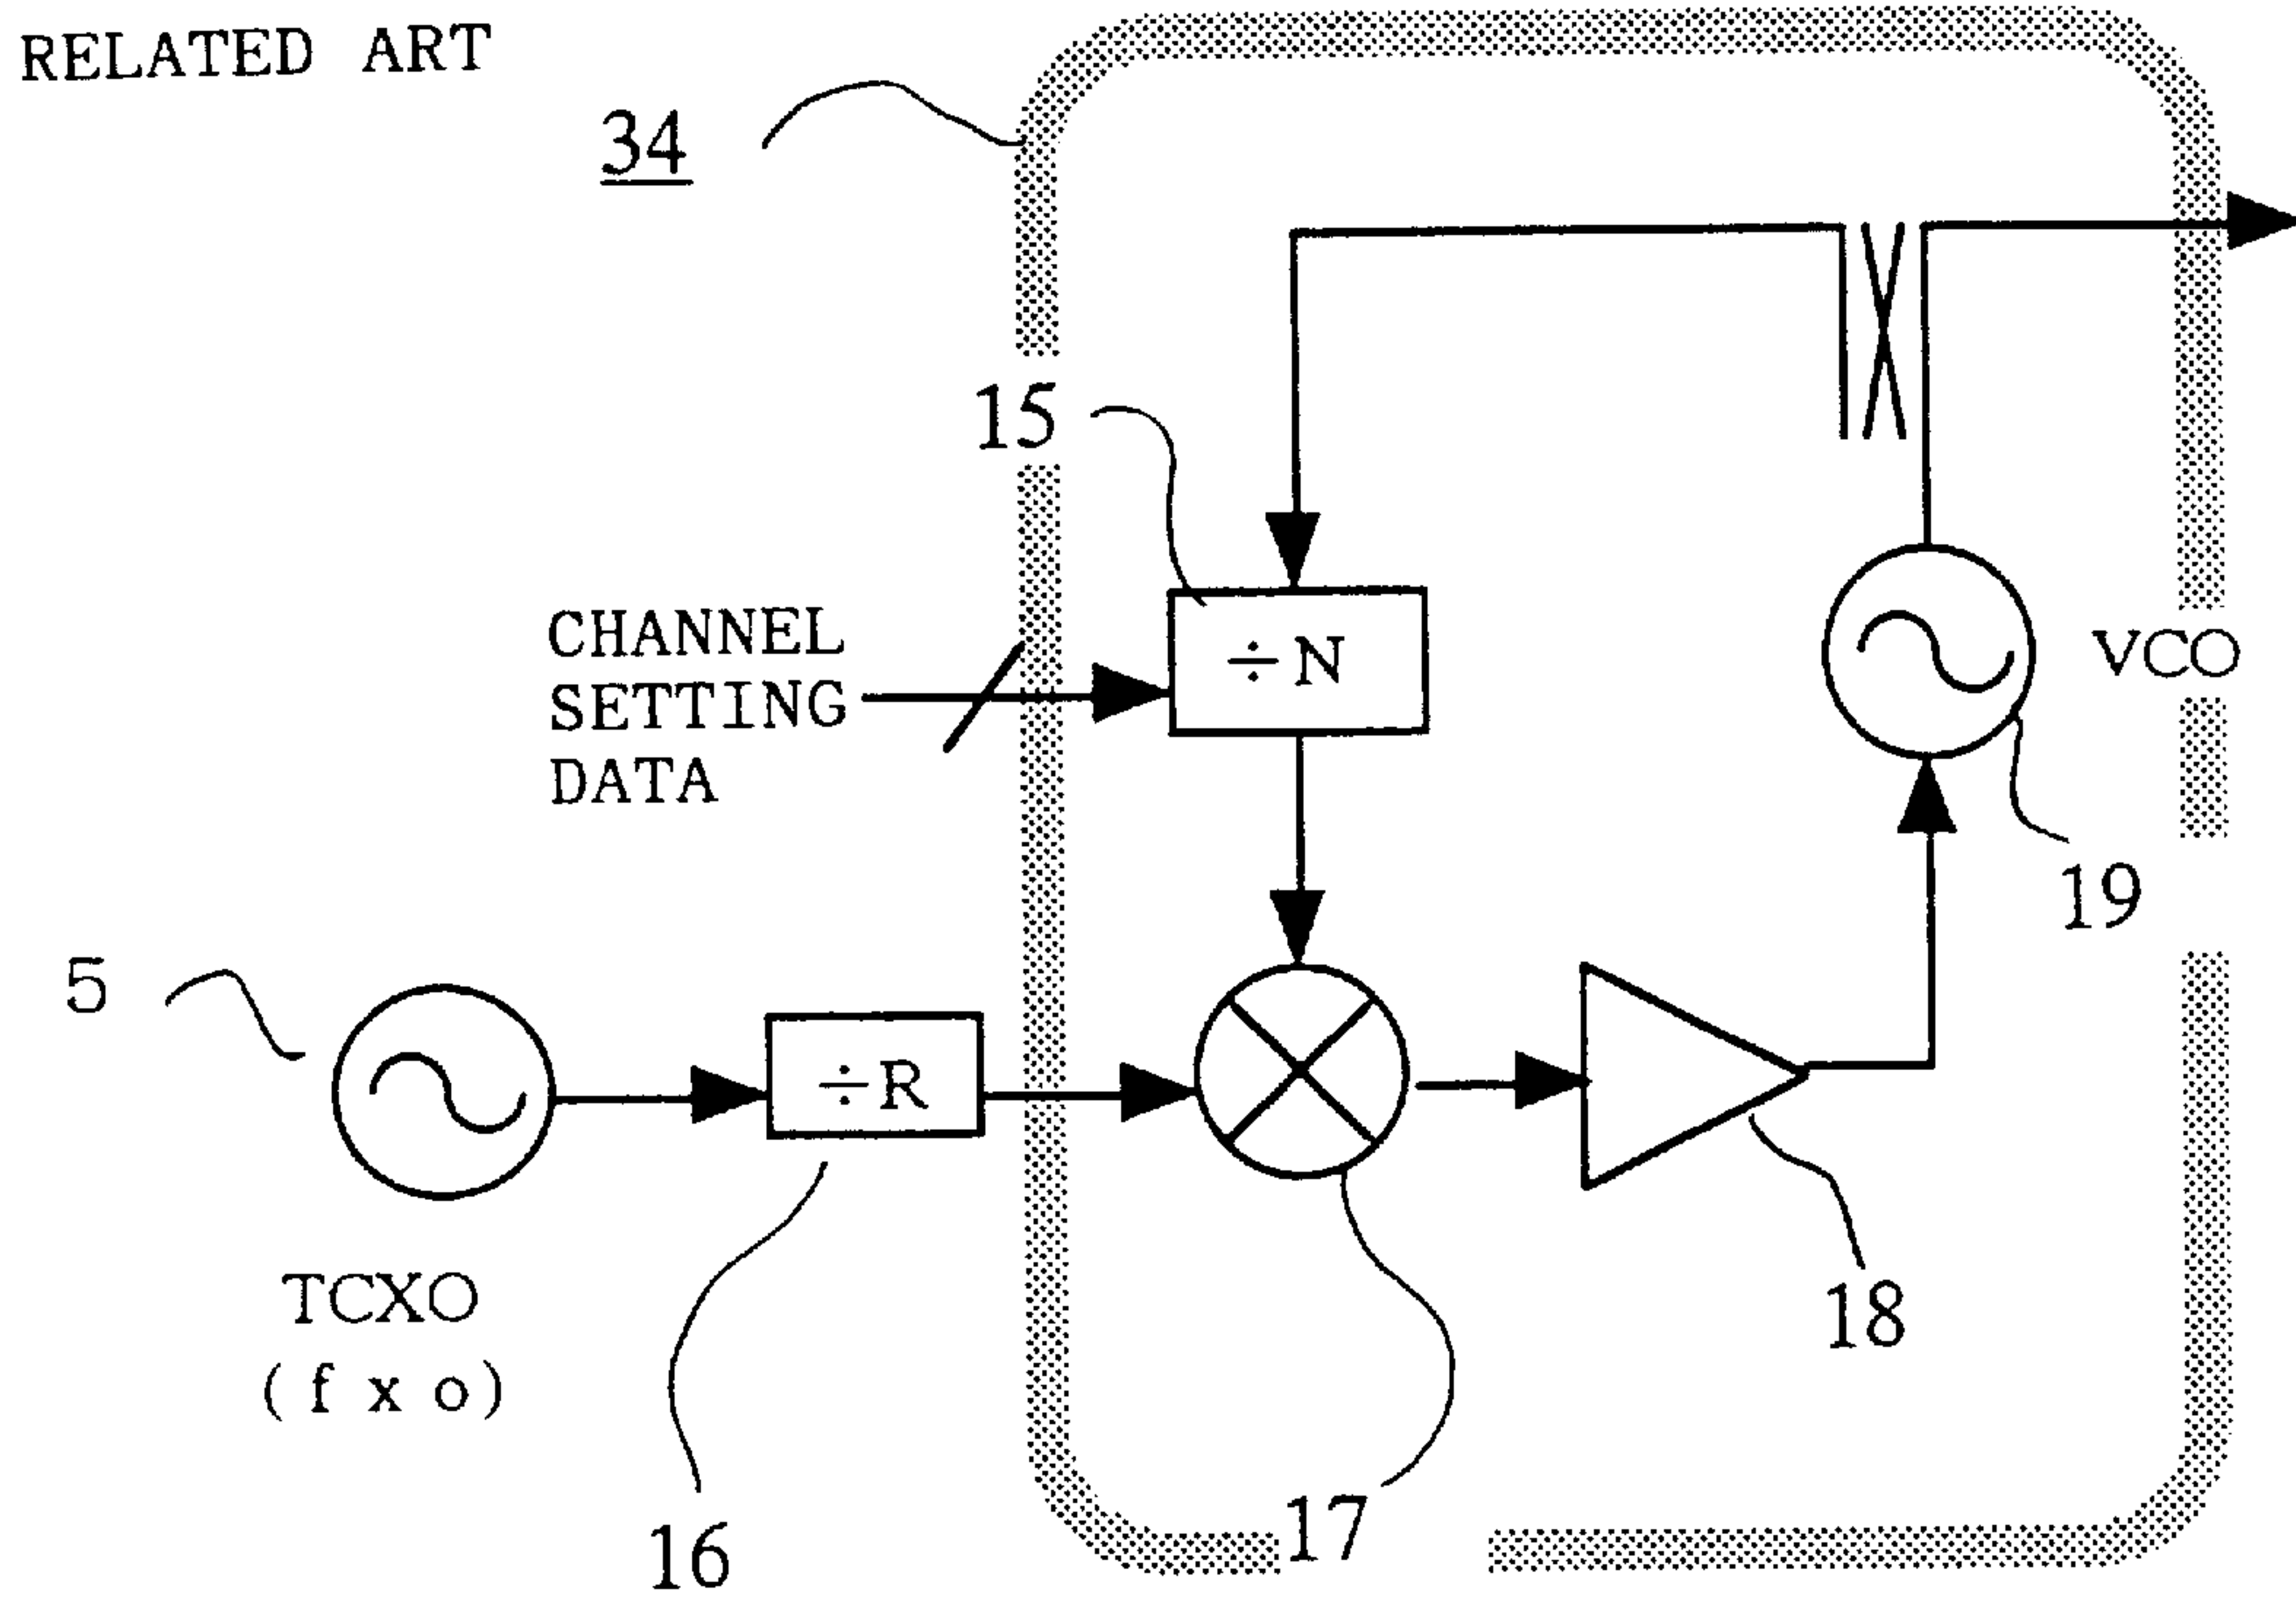 RELATED ART
34
15
CHANNEL
SETTING
DATA
÷N
VCO
19
5
÷R
TCXO
(fxo)
18
17
16